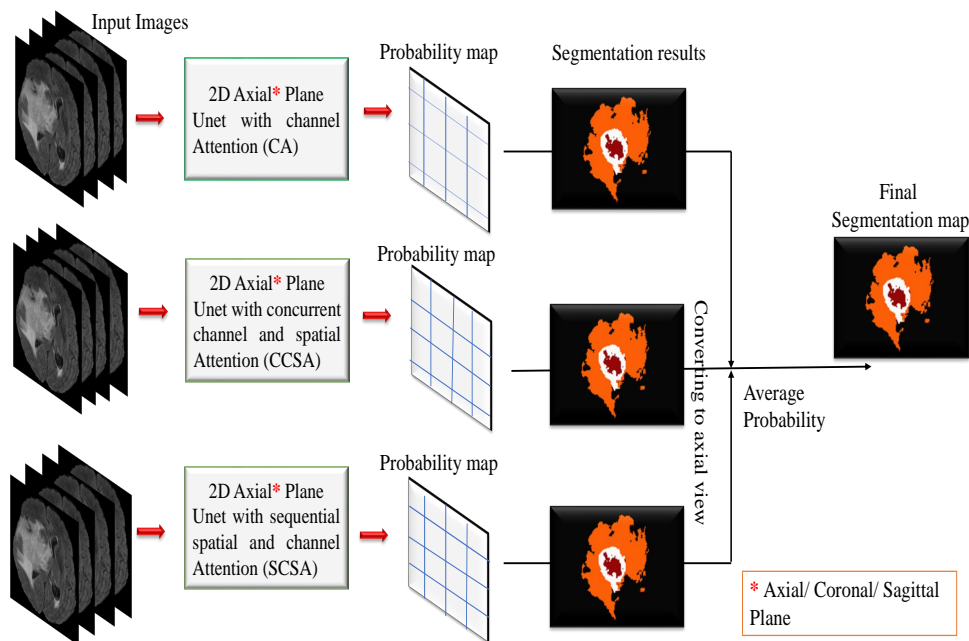 Input Images
2D Axial* Plane
Unet with channel
Attention (CA)
Probability map
Segmentation results
2D Axial* Plane
Unet with concurrent
channel and spatial
Attention (CCSA)
Probability map
2D Axial* Plane
Unet with sequential
spatial and channel
Attention (SCSA)
Probability map
Converting to axial view
Average
Probability
Final
Segmentation map
* Axial/ Coronal/ Sagittal
Plane